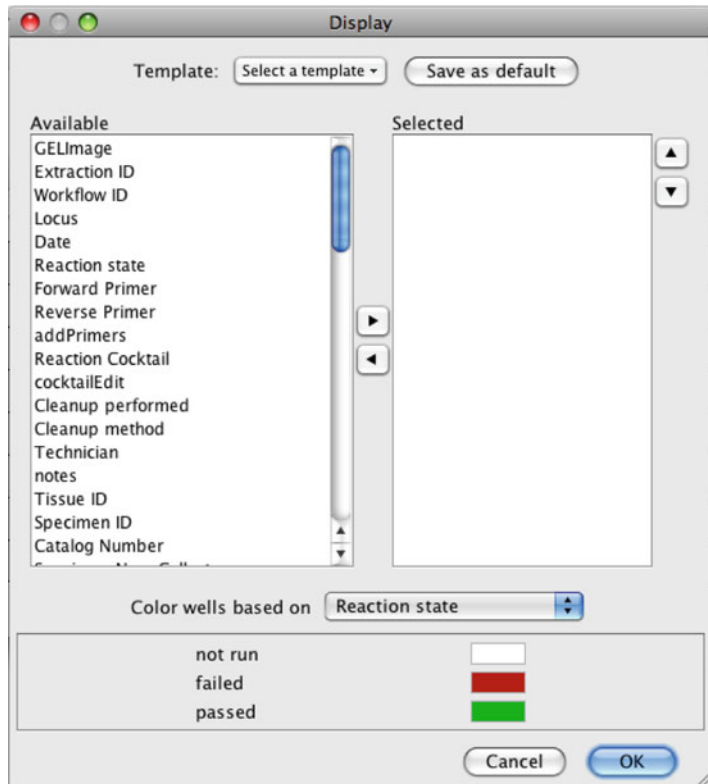 Display
Template: Select a template Save as default
Available Selected
GELImage
Extraction ID
Workflow ID
Locus
Date
Reaction state
Forward Primer
Reverse Primer
addPrimers
Reaction Cocktail
cocktailEdit
Cleanup performed
Cleanup method
Technician
notes
Tissue ID
Specimen ID
Catalog Number
Color wells based on Reaction state
not run
failed
passed
Cancel OK